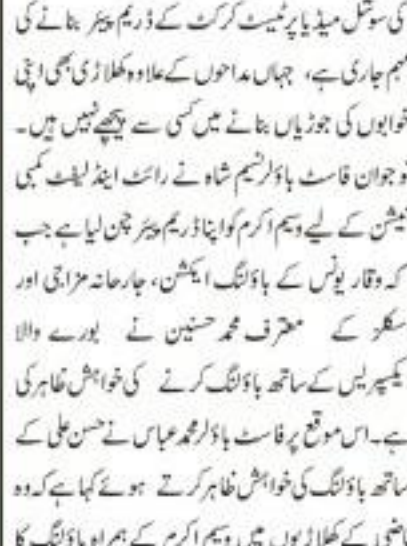 کی سوشل میڈیا پر ٹیسٹ کرکٹ کے ڈریم پیئر بنانے کی
مہم جاری ہے، جہاں مداحوں کے علاوہ کھلاڑی بھی اپنی
خوابوں کی جوڑیاں بنانے میں کسی سے پیچھے نہیں ہیں۔
نوجوان فاسٹ باؤلر نسیم شاہ نے رائٹ اینڈ لیفٹ کمبی
نیشن کے لیے وسیم اکرم کو اپنا ڈریم پیئر چن لیا ہے جب
کہ وقار یونس کے باؤلنگ ایکشن، جارحانہ مزاجی اور
سکلز کے معترف محمد حسنین نے بورے والا
ایکسپریس کے ساتھ باؤلنگ کرنے کی خواہش ظاہر کی
ہے۔ اس موقع پر فاسٹ باؤلر محمد عباس نے حسن علی کے
ساتھ باؤلنگ کی خواہش ظاہر کرتے ہوئے کہا ہے کہ وہ
ماضی کے کھلاڑیوں میں وسیم اکرم کے ہمراہ باؤلنگ کا